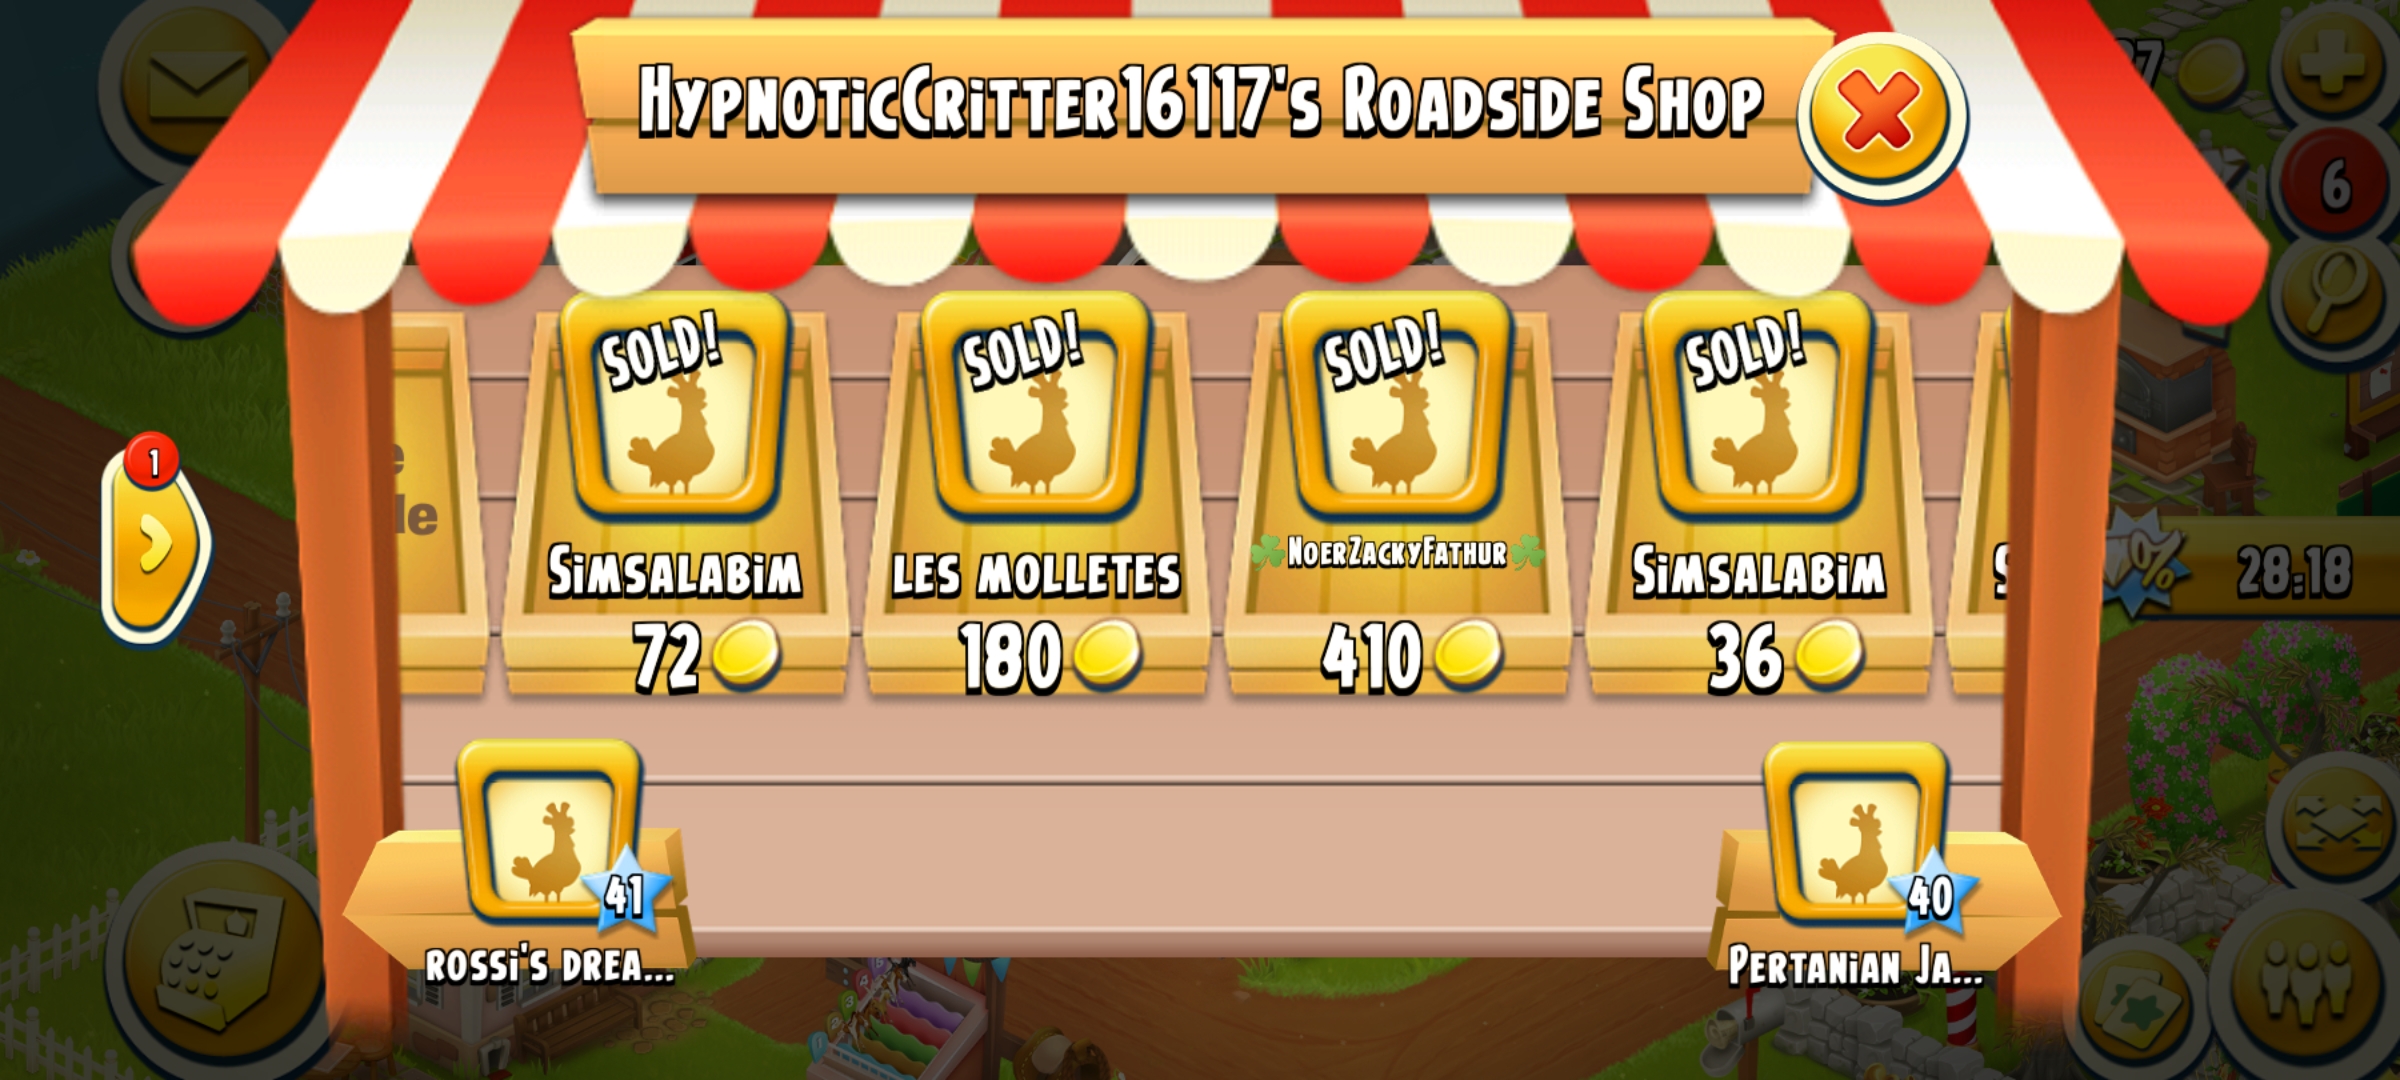 HypnoticCritter16117's Roadside Shop
6
1
SOLD!
SOLD!
SOLD!
SOLD!
Simsalabim
les molletes
NoerZackyFathur
Simsalabim
72
180
410
36
28:18
41
40
rossi's drea...
Pertanian Ja...